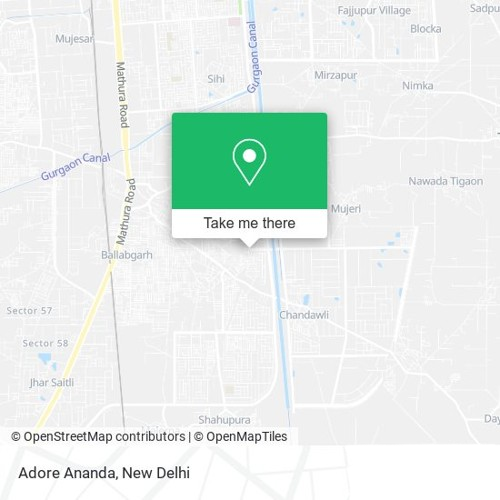 Fajjupur Village
Sadpu
Mujesar
Blocka
Gurgaon Canal
Mathura Road
Sihi
Mirzapur
Nimka
Gurgaon Canal
Mathura Road
Nawada Tigaon
Mujeri
Take me there
Ballabgarh
Sector 57
Chandawli
Sector 58
Jhar Saitli
Shahupura
Day
© OpenStreetMap contributors | © OpenMapTiles
Adore Ananda, New Delhi